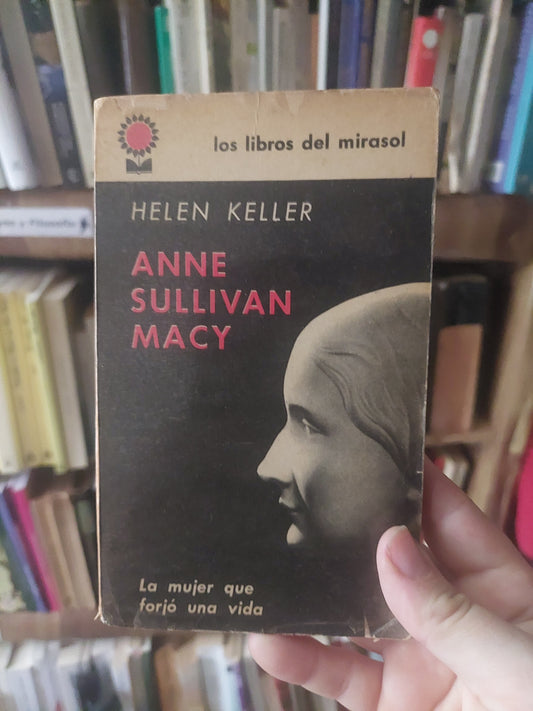 los libros del mirasol
HELEN KELLER
ANNE
SULLIVAN
MACY
La mujer que
forjó una vida